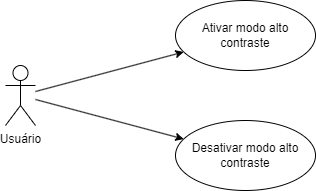 Ativar modo alto
contraste
Usuário
Desativar modo alto
contraste